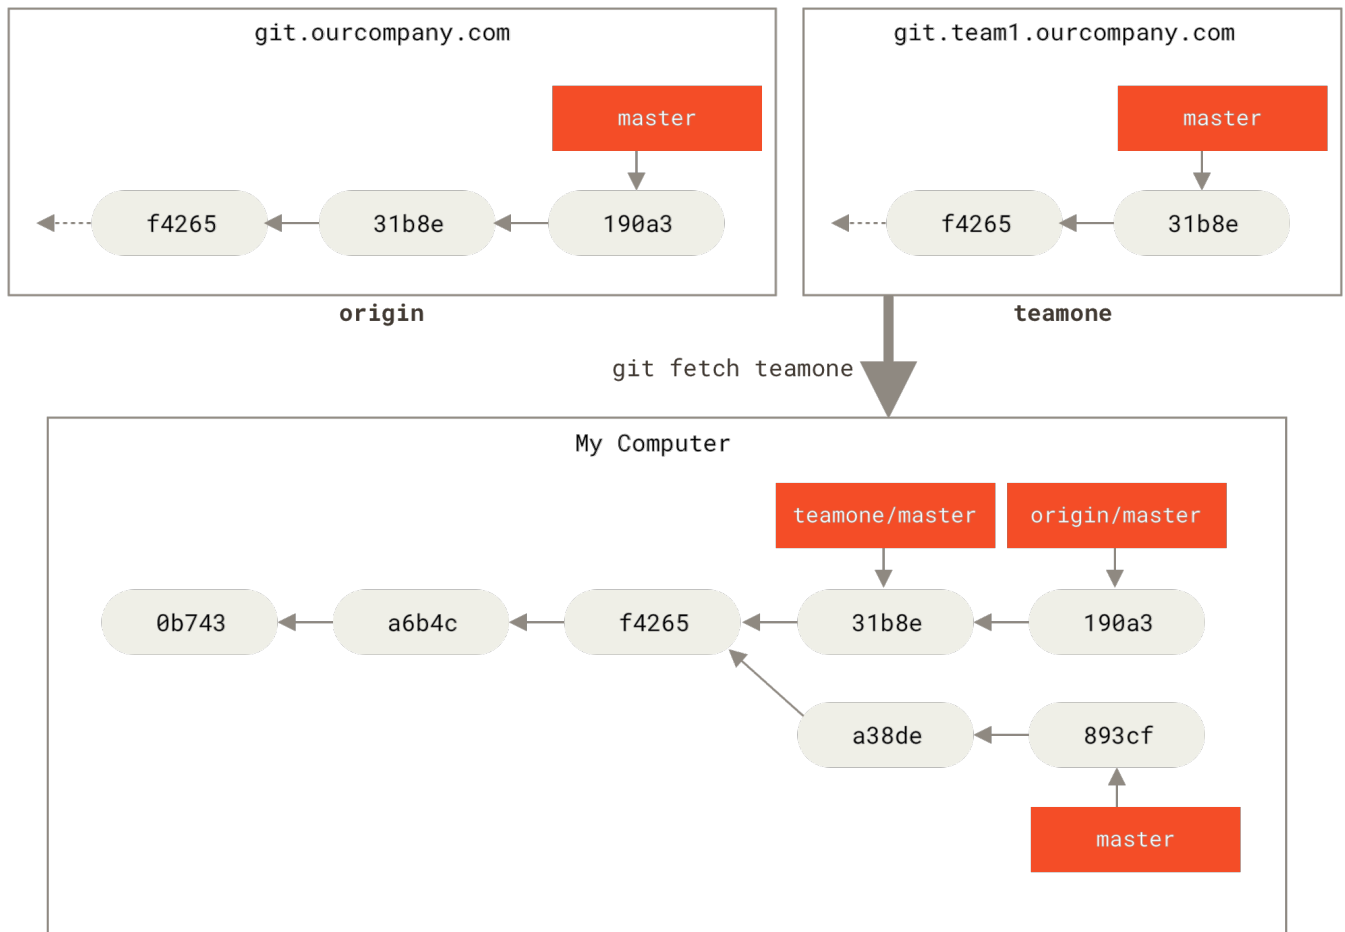 git.ourcompany.com
git.team1.ourcompany.com
master
master
f4265
31b8e
190a3
f4265
31b8e
origin
teamone
git fetch teamone
My Computer
teamone/master
origin/master
0b743
a6b4c
f4265
31b8e
190a3
a38de
893cf
master